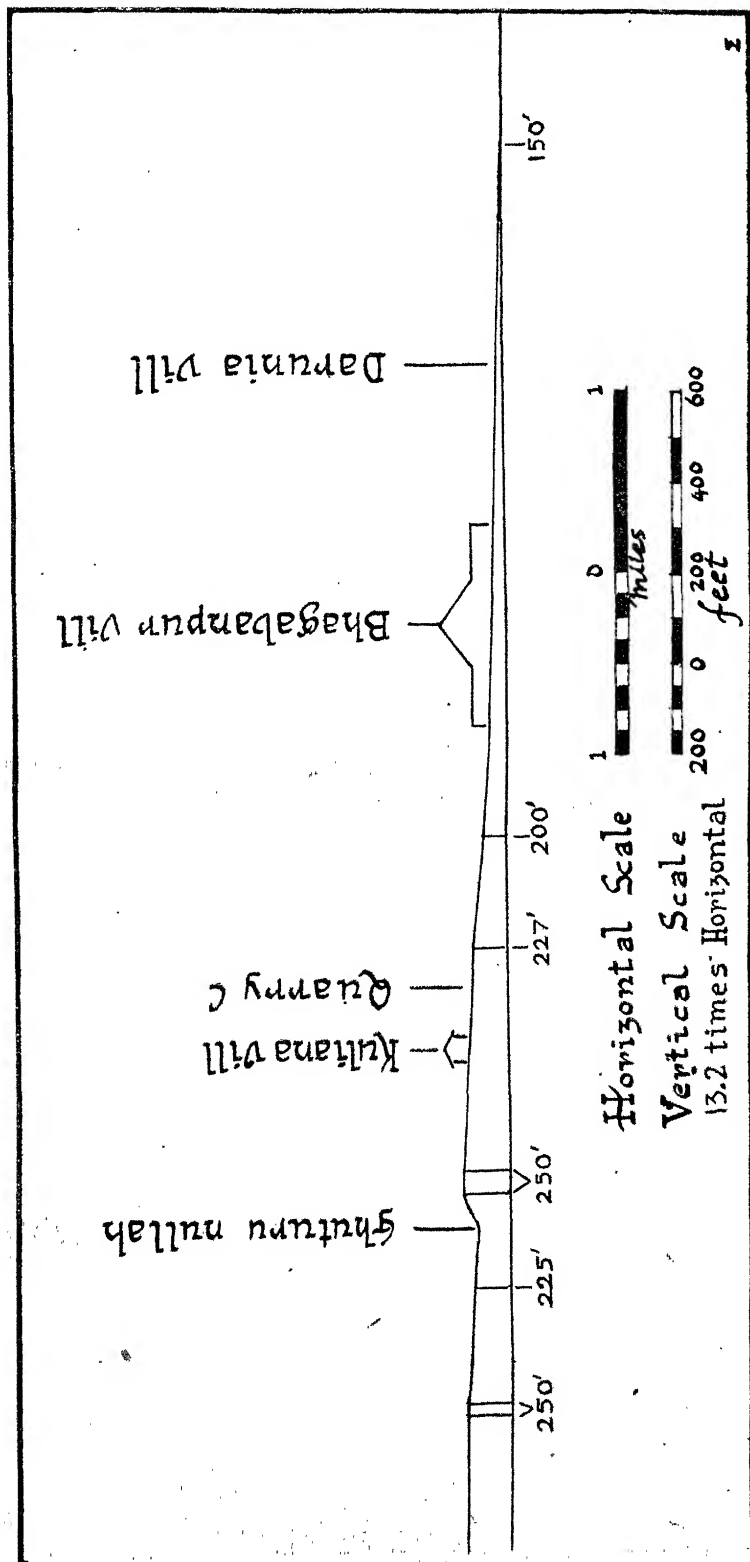 Darunia vill
Bhagabanpur vill
Quarry C
Kuliana vill
ghuturu nullah
250'
225'
250'
227'
200'
150'
Horizontal Scale
1 0 1
miles
Vertical Scale
13.2 times Horizontal
200 0 200 400 600
feet
Σ